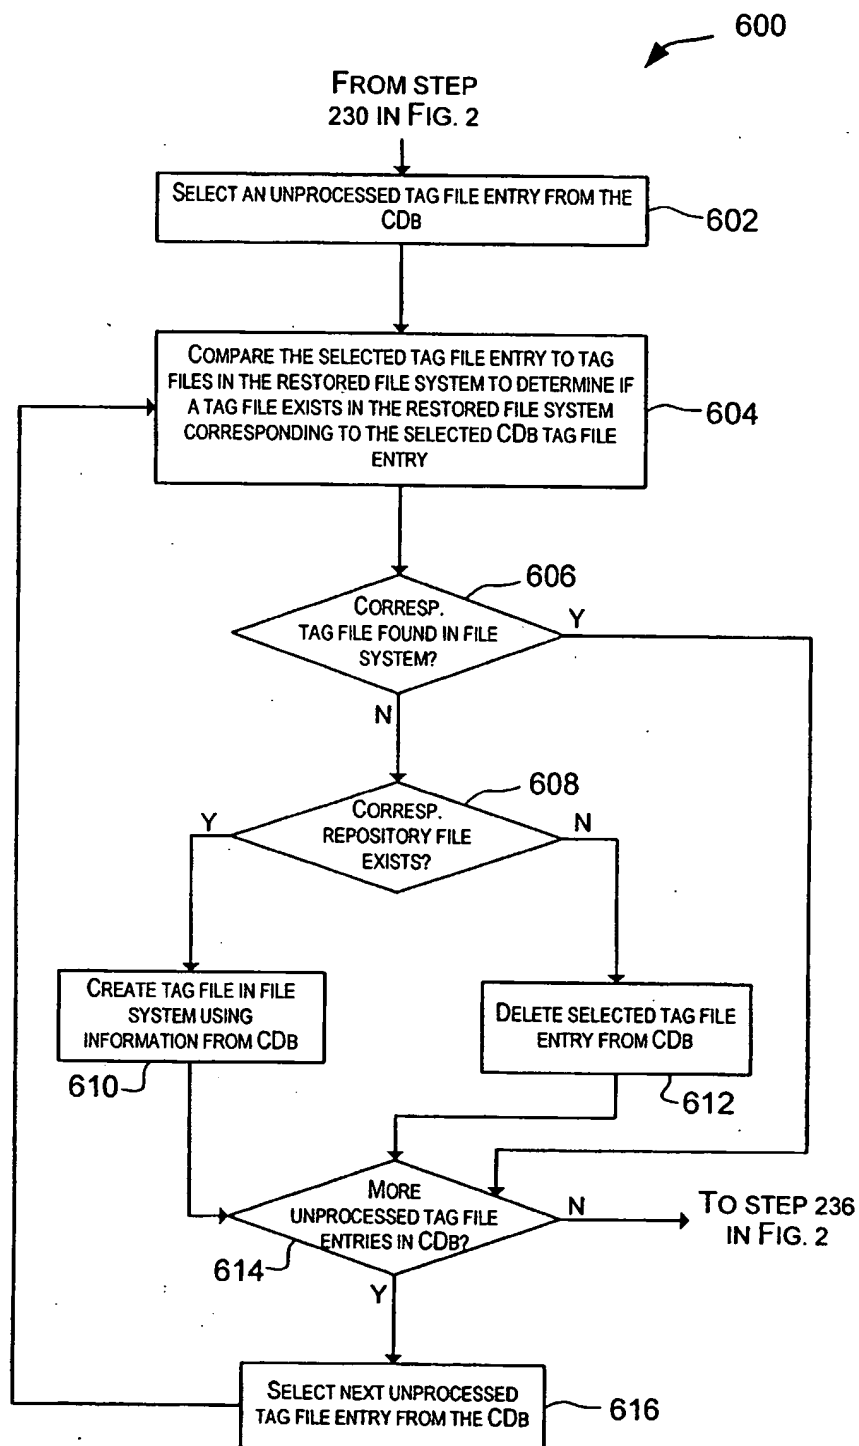 600
FROM STEP
230 IN FIG. 2
SELECT AN UNPROCESSED TAG FILE ENTRY FROM THE
CDB
602
COMPARE THE SELECTED TAG FILE ENTRY TO TAG
FILES IN THE RESTORED FILE SYSTEM TO DETERMINE IF
A TAG FILE EXISTS IN THE RESTORED FILE SYSTEM
CORRESPONDING TO THE SELECTED CDB TAG FILE
ENTRY
604
606
CORRESP.
TAG FILE FOUND IN FILE
SYSTEM?
Y
N
608
CORRESP.
REPOSITORY FILE
EXISTS?
Y
N
CREATE TAG FILE IN FILE
SYSTEM USING
INFORMATION FROM CDB
610
DELETE SELECTED TAG FILE
ENTRY FROM CDB
612
MORE
UNPROCESSED TAG FILE
ENTRIES IN CDB?
614
N
TO STEP 236
IN FIG. 2
Y
SELECT NEXT UNPROCESSED
TAG FILE ENTRY FROM THE CDB
616